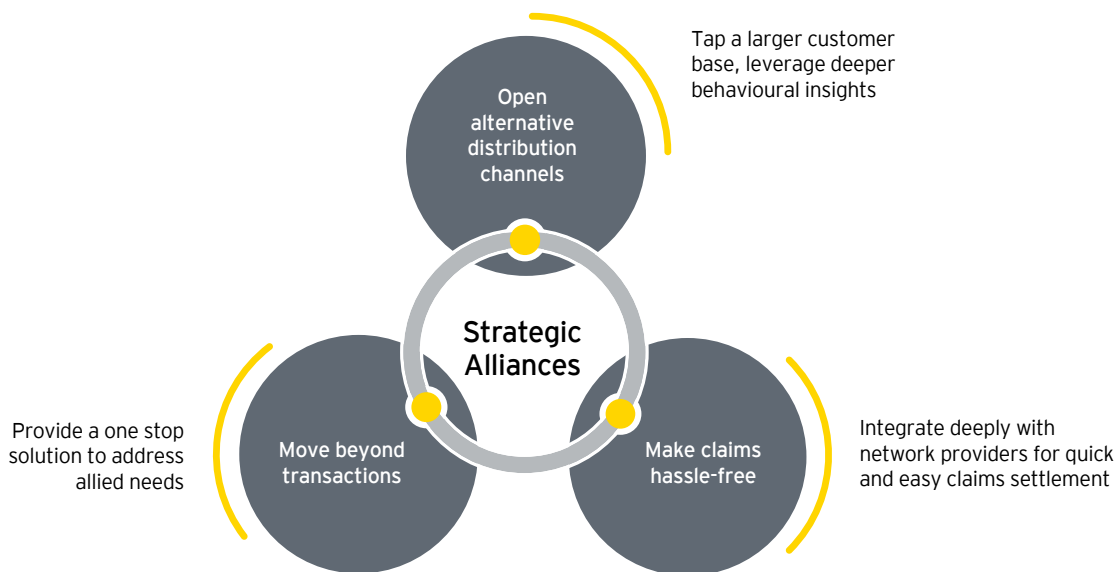 Tap a larger customer
base, leverage deeper
behavioural insights
Open
alternative
distribution
channels
Strategic
Alliances
Provide a one stop
solution to address
allied needs
Move beyond
transactions
Make claims
hassle-free
Integrate deeply with
network providers for quick
and easy claims settlement